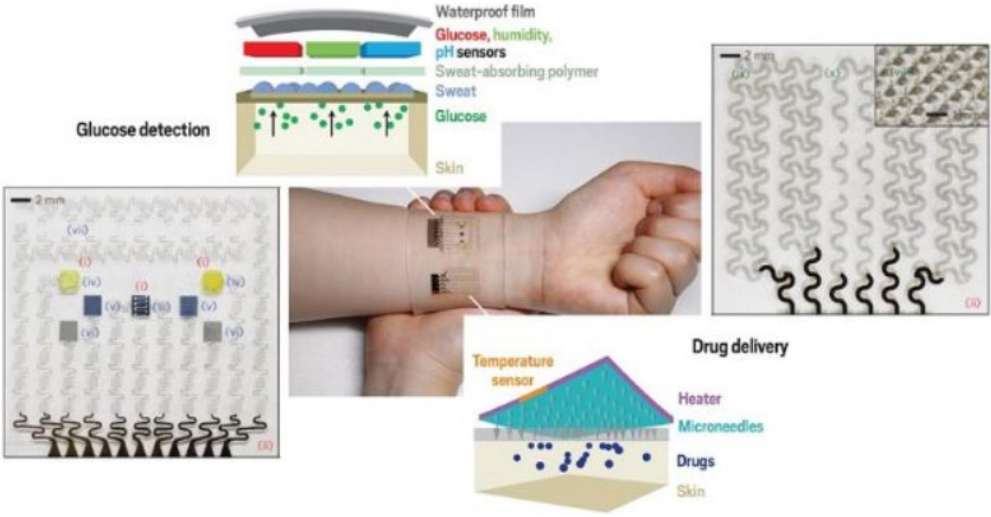 Waterproof film
Glucose, humidity,
pH sensors
Sweat-absorbing polymer
Sweat
Glucose
Skin
Glucose detection
2 mm
(vii)
(i)
(i)
(i)
(iv)
(iv)
(v)
(iii)
(v)
(vi)
(vi)
(ii)
2 mm
(ix)
(x)
(ii)
Drug delivery
Temperature
sensor
Heater
Microneedles
Drugs
Skin